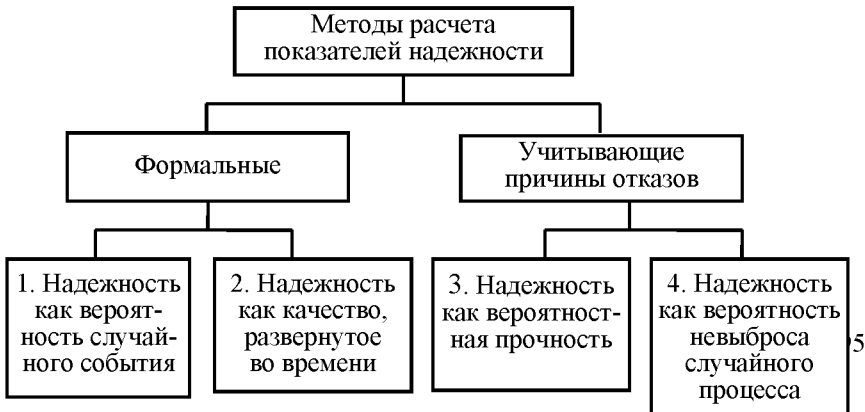 Методы расчета
показателей надежности
Формальные
Учитывающие
причины отказов
1. Надежность
как вероят-
ность случай-
ного события
2. Надежность
как качество,
развернутое
во времени
3. Надежность
как вероятност-
ная прочность
4. Надежность
как вероятность
невыброса
случайного
процесса
95